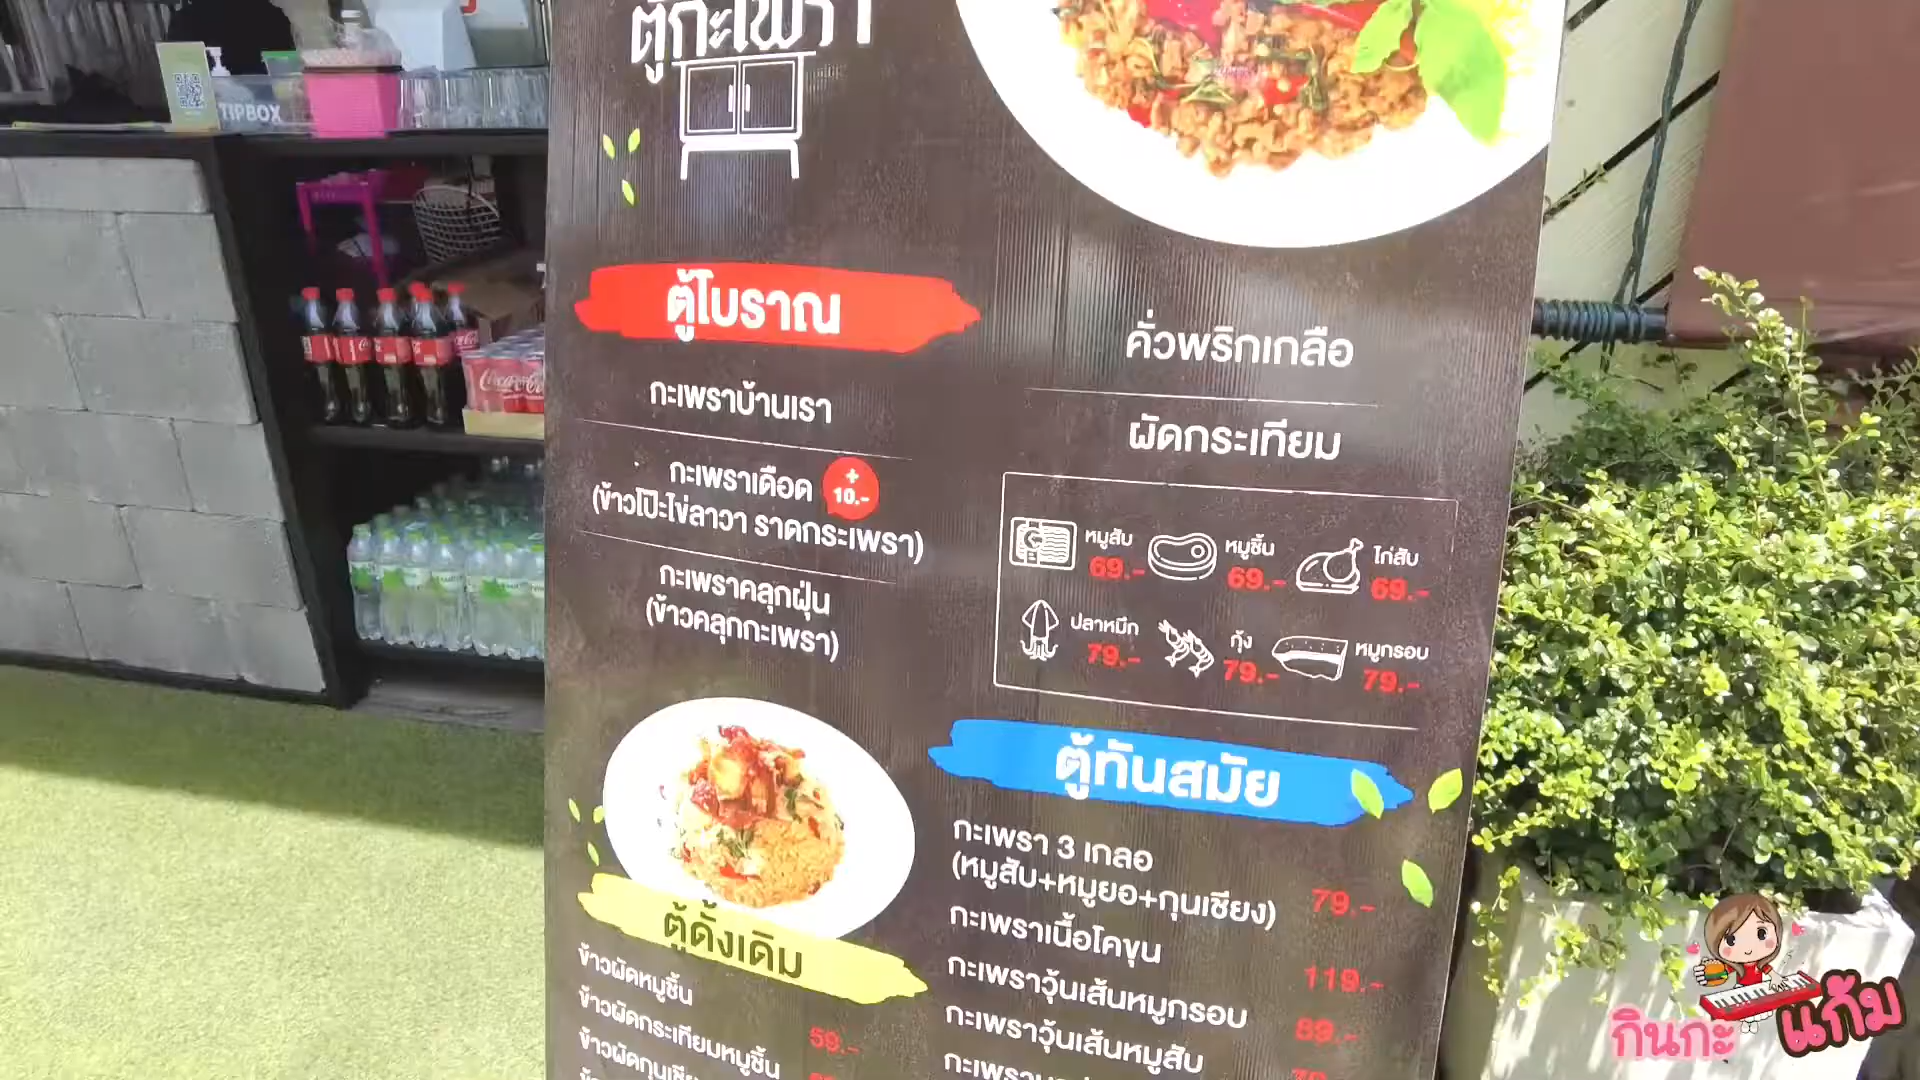 ตู้กะเพรา
TIPBOX
ตู้โบราณ
กะเพราบ้านเรา
กะเพราเดือด + 10.-
(ข้าวโป๊ะไข่ลาวา ราดกระเพรา)
กะเพราคลุกฝุ่น
(ข้าวคลุกกะเพรา)
คั่วพริกเกลือ
ผัดกระเทียม
หมูสับ 69.-
หมูชิ้น 69.-
ไก่สับ 69.-
ปลาหมึก 79.-
กุ้ง 79.-
หมูกรอบ 79.-
ตู้ทันสมัย
กะเพรา 3 เกลอ
(หมูสับ+หมูยอ+กุนเชียง) 79.-
กะเพราเนื้อโคขุน 119.-
กะเพราวุ้นเส้นหมูกรอบ 89.-
กะเพราวุ้นเส้นหมูสับ
ตู้ดั้งเดิม
ข้าวผัดหมูชิ้น 59.-
ข้าวผัดกระเทียมหมูชิ้น
Coca-Cola
กินกะแก้ม